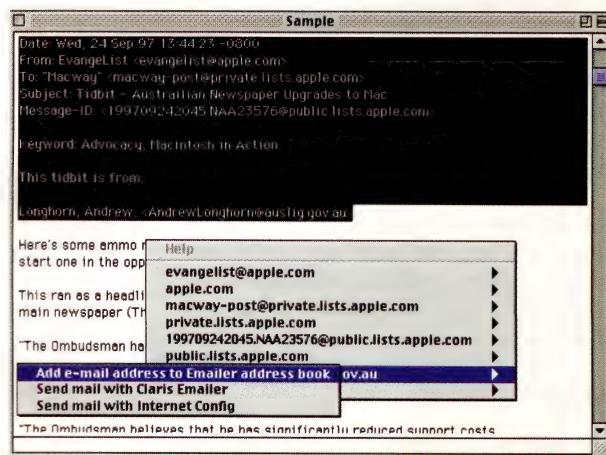 Sample
Date: Wed, 24 Sep 97 13:44:23 -0800
From: EvangeList <evangelist@apple.com>
To: "Macway" <macway-post@private.lists.apple.com>
Subject: Tidbit - Austrailian Newspaper Upgrades to Mac
Message-ID: <199709242045.NAA23576@public.lists.apple.com>
Keyword: Advocacy, Macintosh in Action
This tidbit is from:
Longhorn, Andrew, <AndrewLonghorn@austig.gov.au
Here's some ammo
start one in the opp
This ran as a headli
main newspaper (Th
"The Ombudsman ha
Help
evangelist@apple.com
apple.com
macway-post@private.lists.apple.com
private.lists.apple.com
199709242045.NAA23576@public.lists.apple.com
public.lists.apple.com
Add e-mail address to Emailer address book ov.au
Send mail with Claris Emailer
Send mail with Internet Config
"The Ombudsman believes that he has significantly reduced support costs